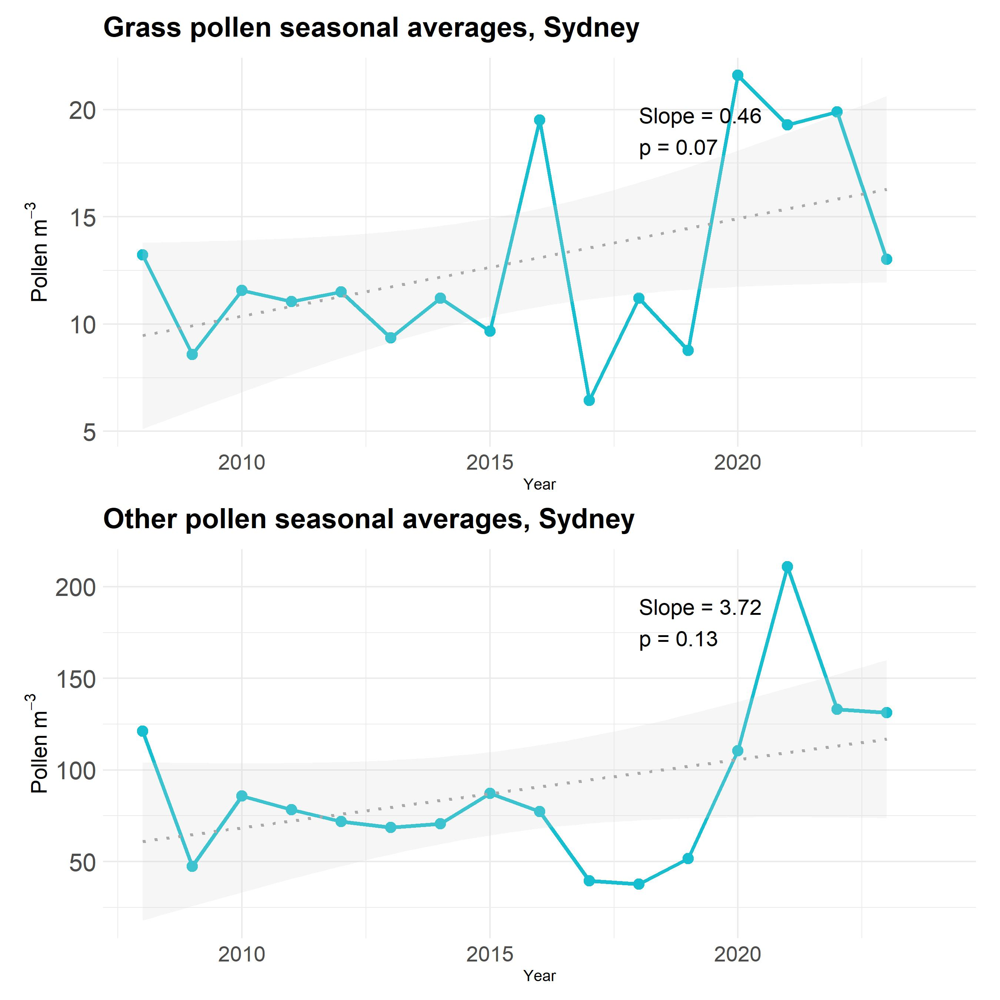 Grass pollen seasonal averages, Sydney
Slope = 0.46
p = 0.07
20
15
10
5
Pollen m⁻³
2010 2015 2020
Year
Other pollen seasonal averages, Sydney
Slope = 3.72
p = 0.13
200
150
100
50
Pollen m⁻³
2010 2015 2020
Year